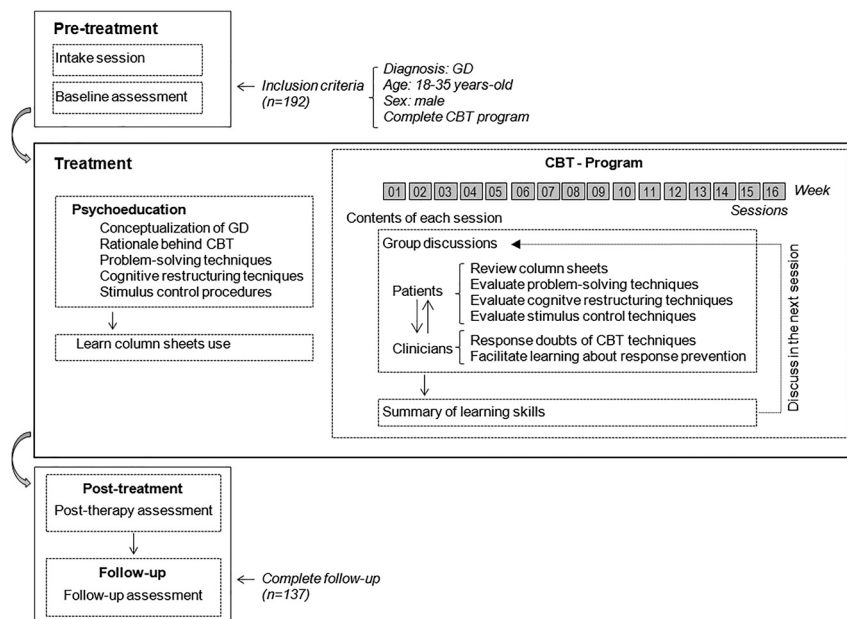 Pre-treatment
Intake session
Baseline assessment
Inclusion criteria
(n=192)
Diagnosis: GD
Age: 18-35 years-old
Sex: male
Complete CBT program
Treatment
Psychoeducation
Conceptualization of GD
Rationale behind CBT
Problem-solving techniques
Cognitive restructuring tecniques
Stimulus control procedures
Learn column sheets use
CBT - Program
01 02 03 04 05 06 07 08 09 10 11 12 13 14 15 16 Week
Sessions
Contents of each session
Group discussions
Patients
Review column sheets
Evaluate problem-solving techniques
Evaluate cognitve restructuring techniques
Evaluate stimulus control techniques
Clinicians
Response doubts of CBT techniques
Facilitate learning about response prevention
Summary of learning skills
Discuss in the next session
Post-treatment
Post-therapy assessment
Follow-up
Follow-up assessment
Complete follow-up
(n=137)